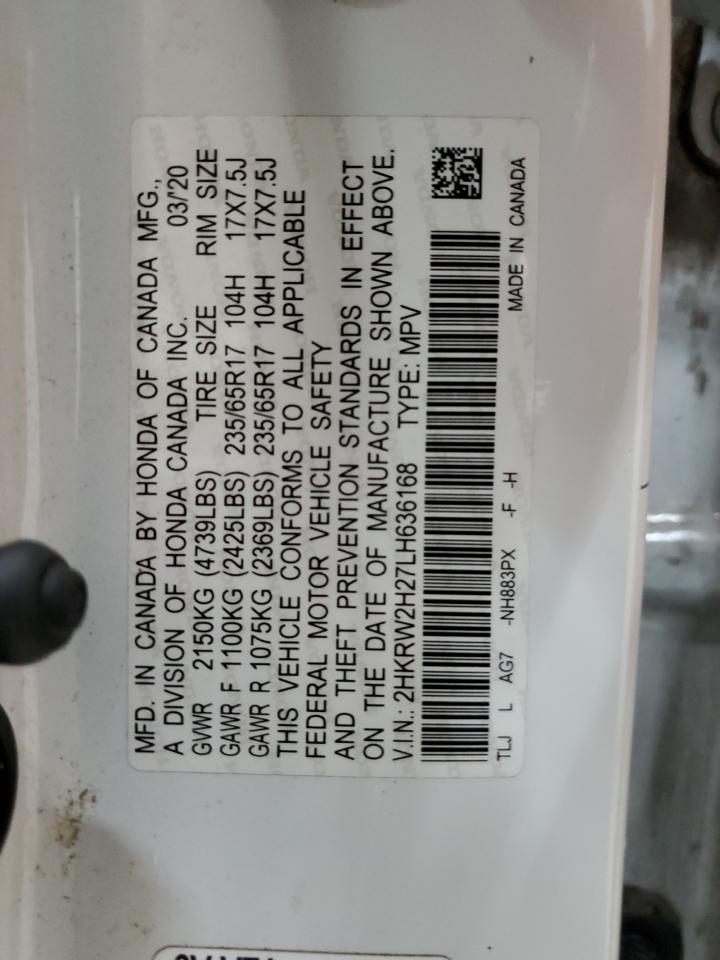 MFD. IN CANADA BY HONDA OF CANADA MFG.,
A DIVISION OF HONDA CANADA INC. 03/'20
GVWR 2150KG (4739LBS) TIRE SIZE RIM SIZE
GAWR F 1100KG (2425LBS) 235/65R17 104H 17X7.5J
GAWR R 1075KG (2369LBS) 235/65R17 104H 17X7.5J
THIS VEHICLE CONFORMS TO ALL APPLICABLE
FEDERAL MOTOR VEHICLE SAFETY
AND THEFT PREVENTION STANDARDS IN EFFECT
ON THE DATE OF MANUFACTURE SHOWN ABOVE.
V.I.N.: 2HKRW2H27LH636168 TYPE: MPV
TLJ L AG7 -NH883PX -F -H MADE IN CANADA